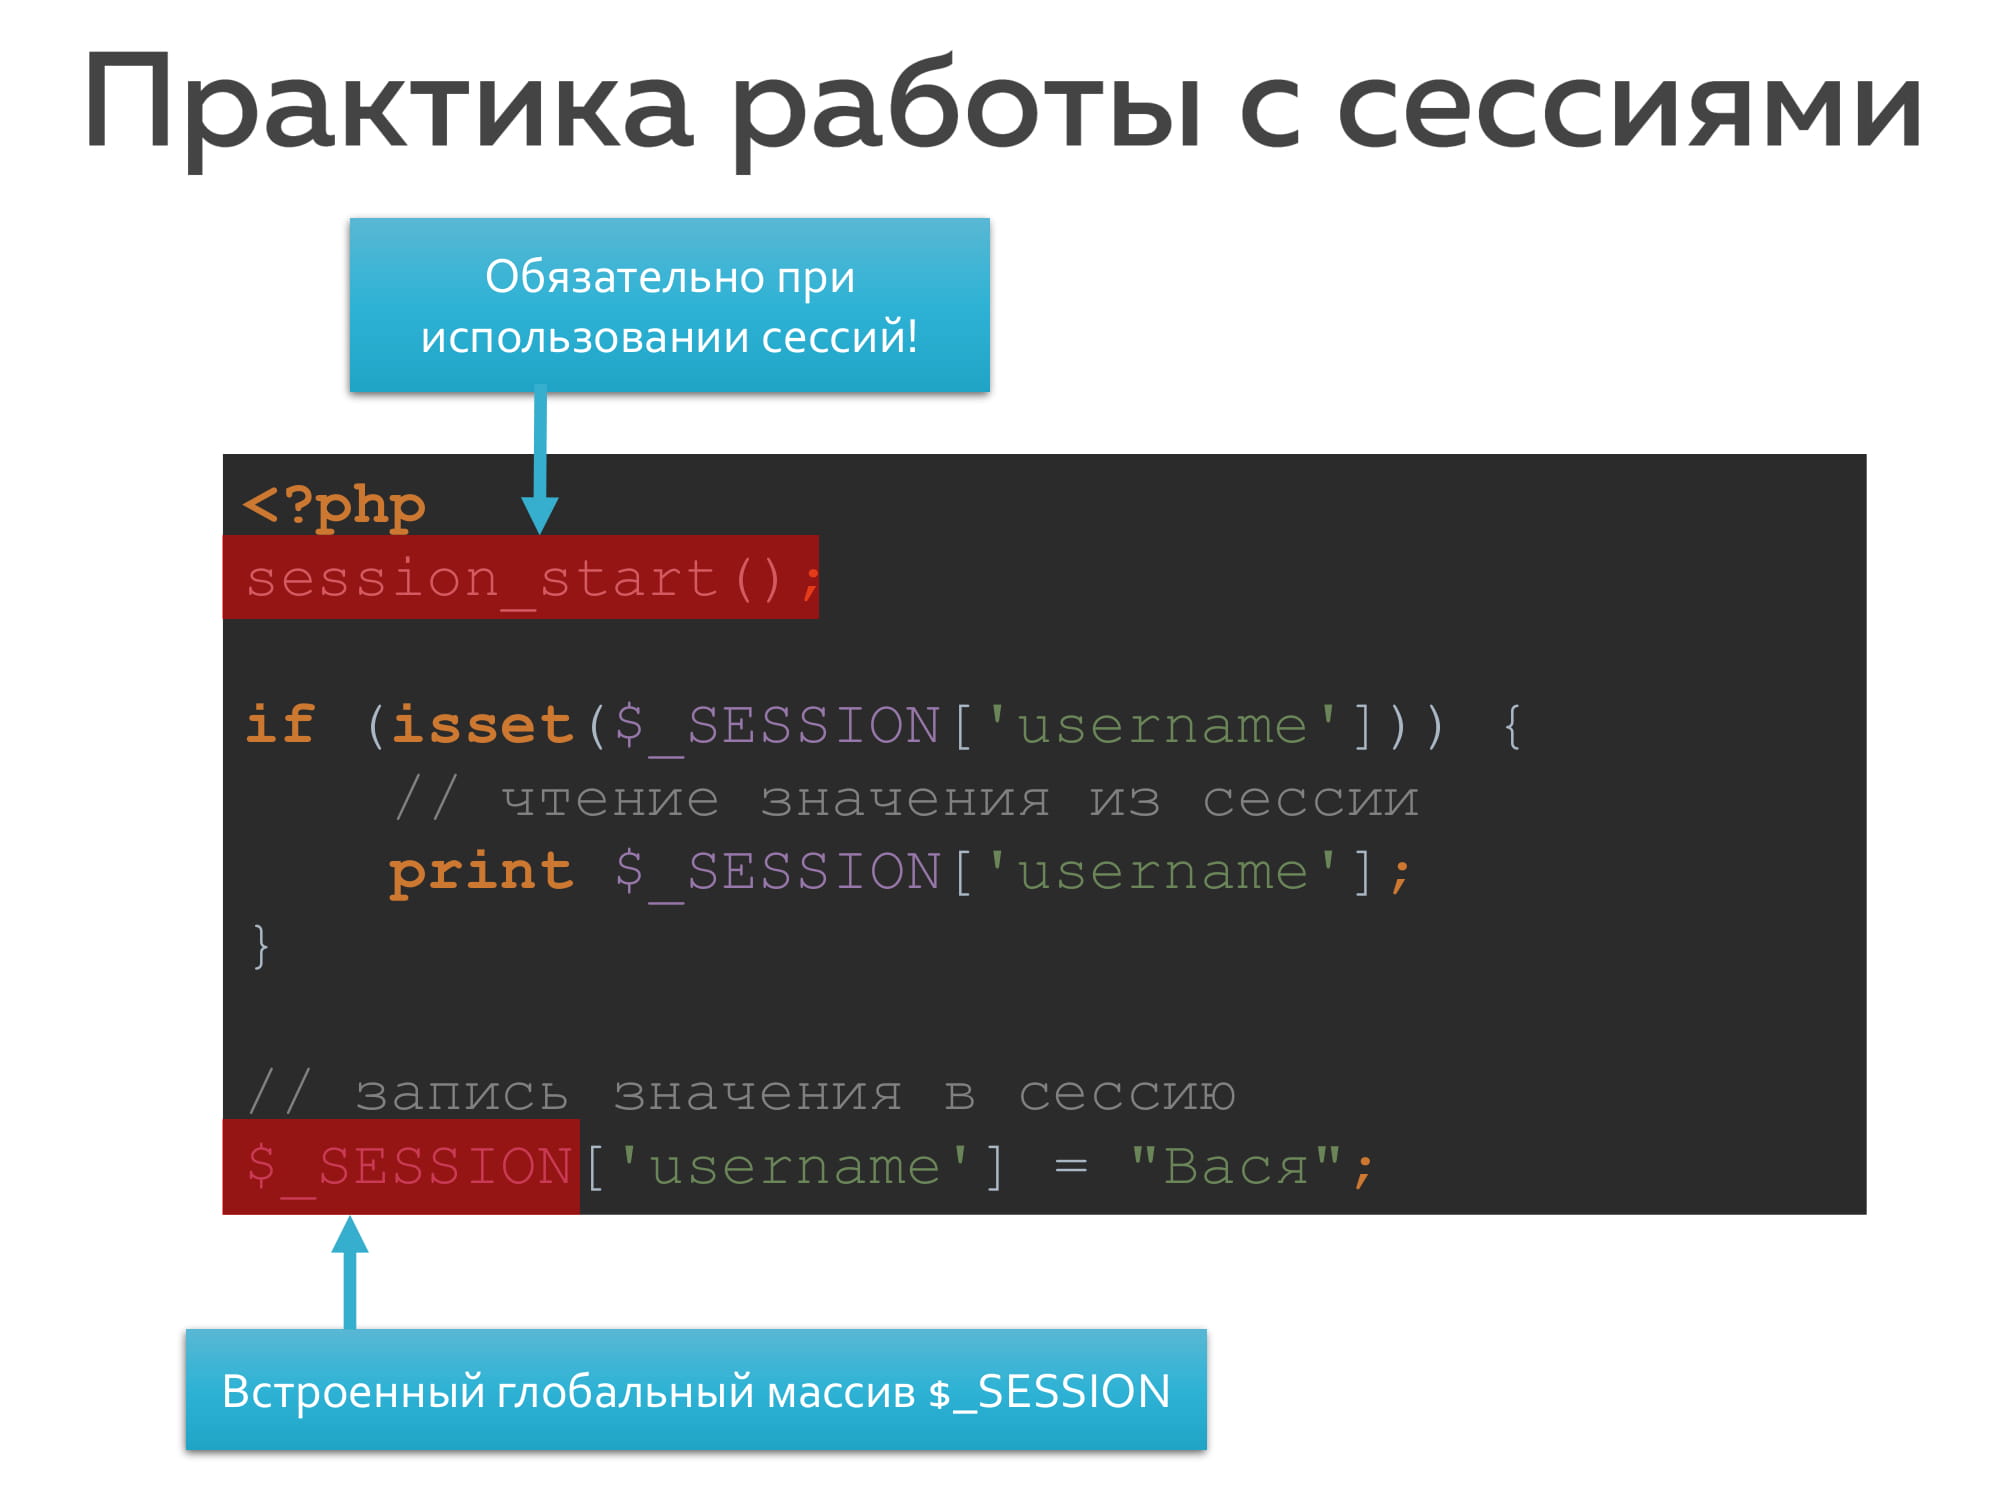 Практика работы с сессиями
Обязательно при
использовании сессий!
<?php
session_start();
if (isset($_SESSION['username'])) {
// чтение значения из сессии
print $_SESSION['username'];
}
// запись значения в сессию
$_SESSION['username'] = "Вася";
Встроенный глобальный массив $_SESSION